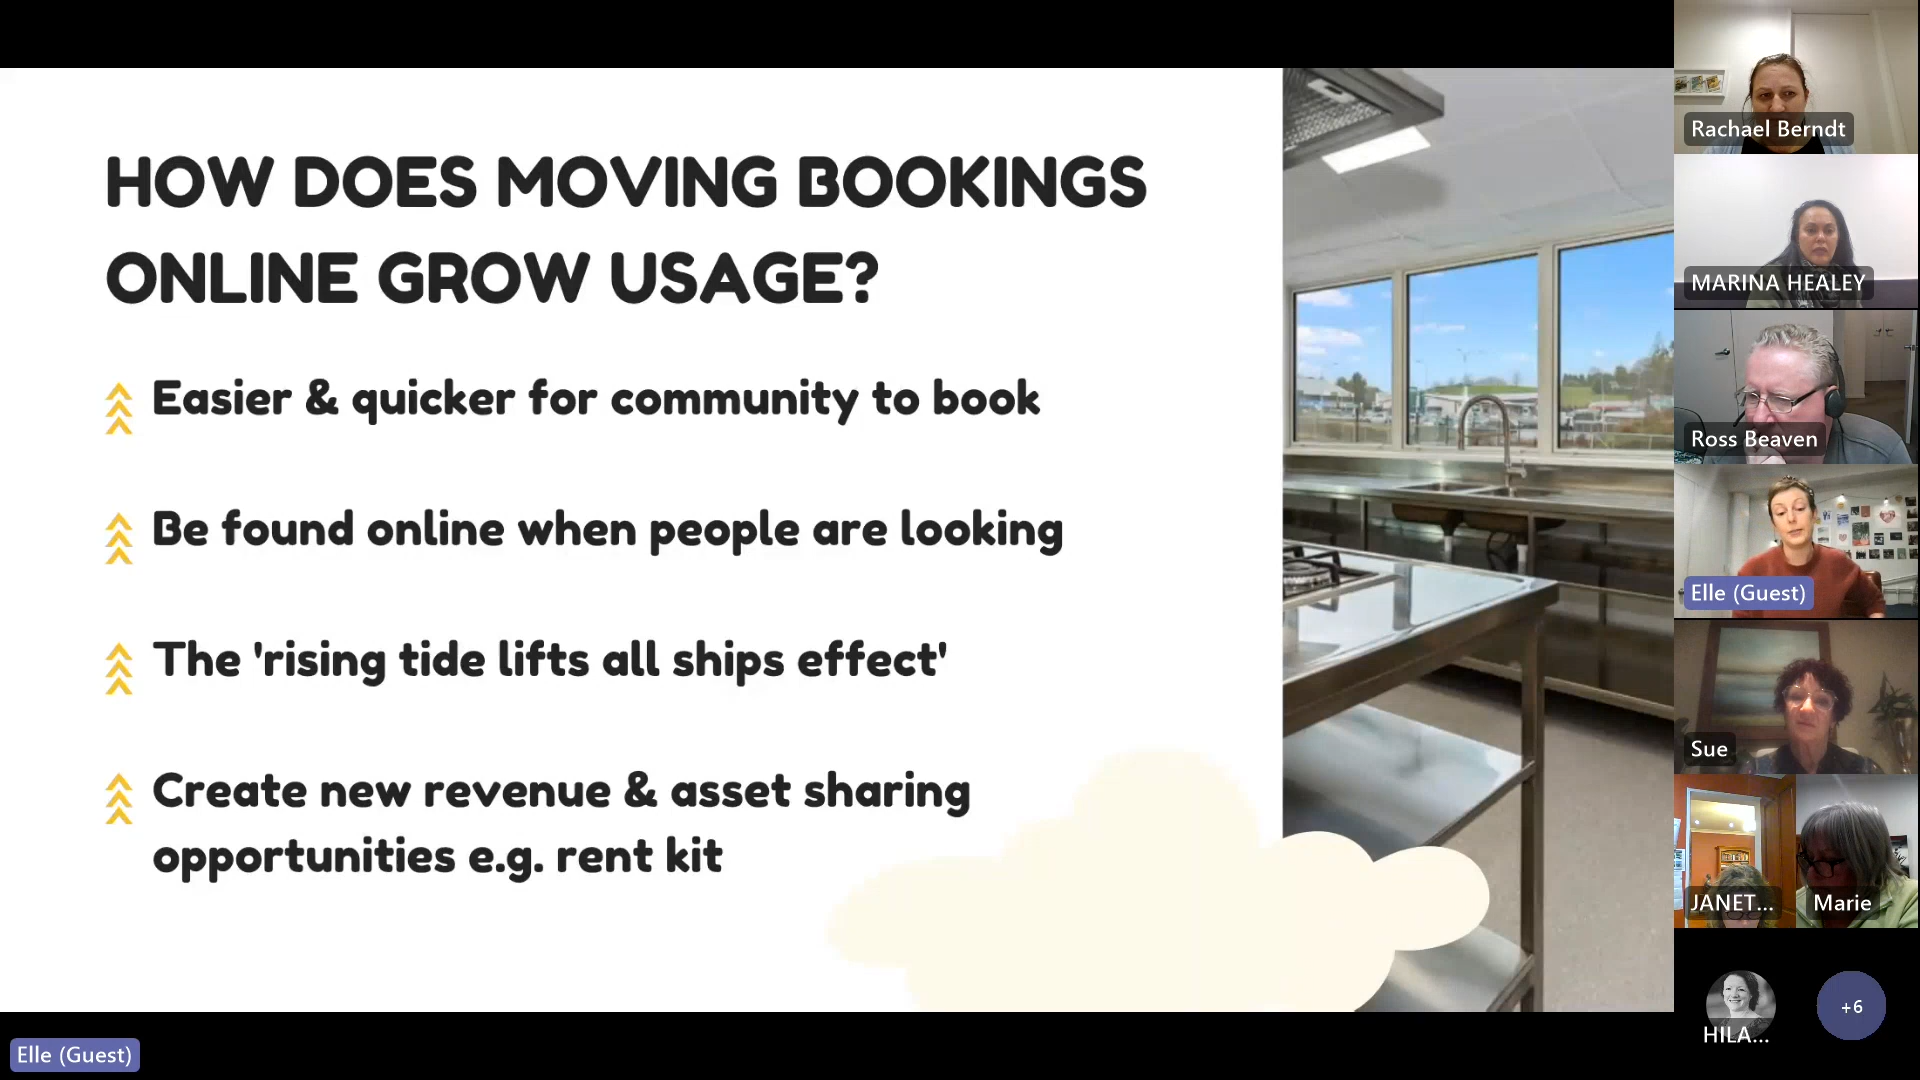 HOW DOES MOVING BOOKINGS
ONLINE GROW USAGE?
Easier & quicker for community to book
Be found online when people are looking
The 'rising tide lifts all ships effect'
Create new revenue & asset sharing
opportunities e.g. rent kit
Elle (Guest)
Rachael Berndt
MARINA HEALEY
Ross Beaven
Elle (Guest)
Sue
JANET...
Marie
HILA...
+6